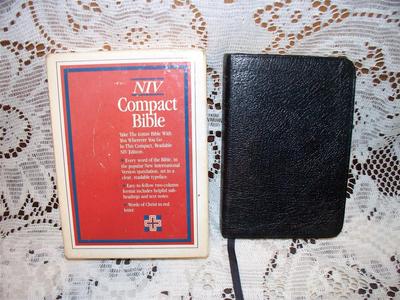 NIV
Compact
Bible
Take The Entire Bible With
You Wherever You Go
in This Compact, Readable
NIV Edition.
Every word of the Bible, in
the popular New International
Version translation, set in a
clear, readable typeface.
Easy-to-follow two-column
format includes helpful sub-
headings and text notes.
Words of Christ in red
letter